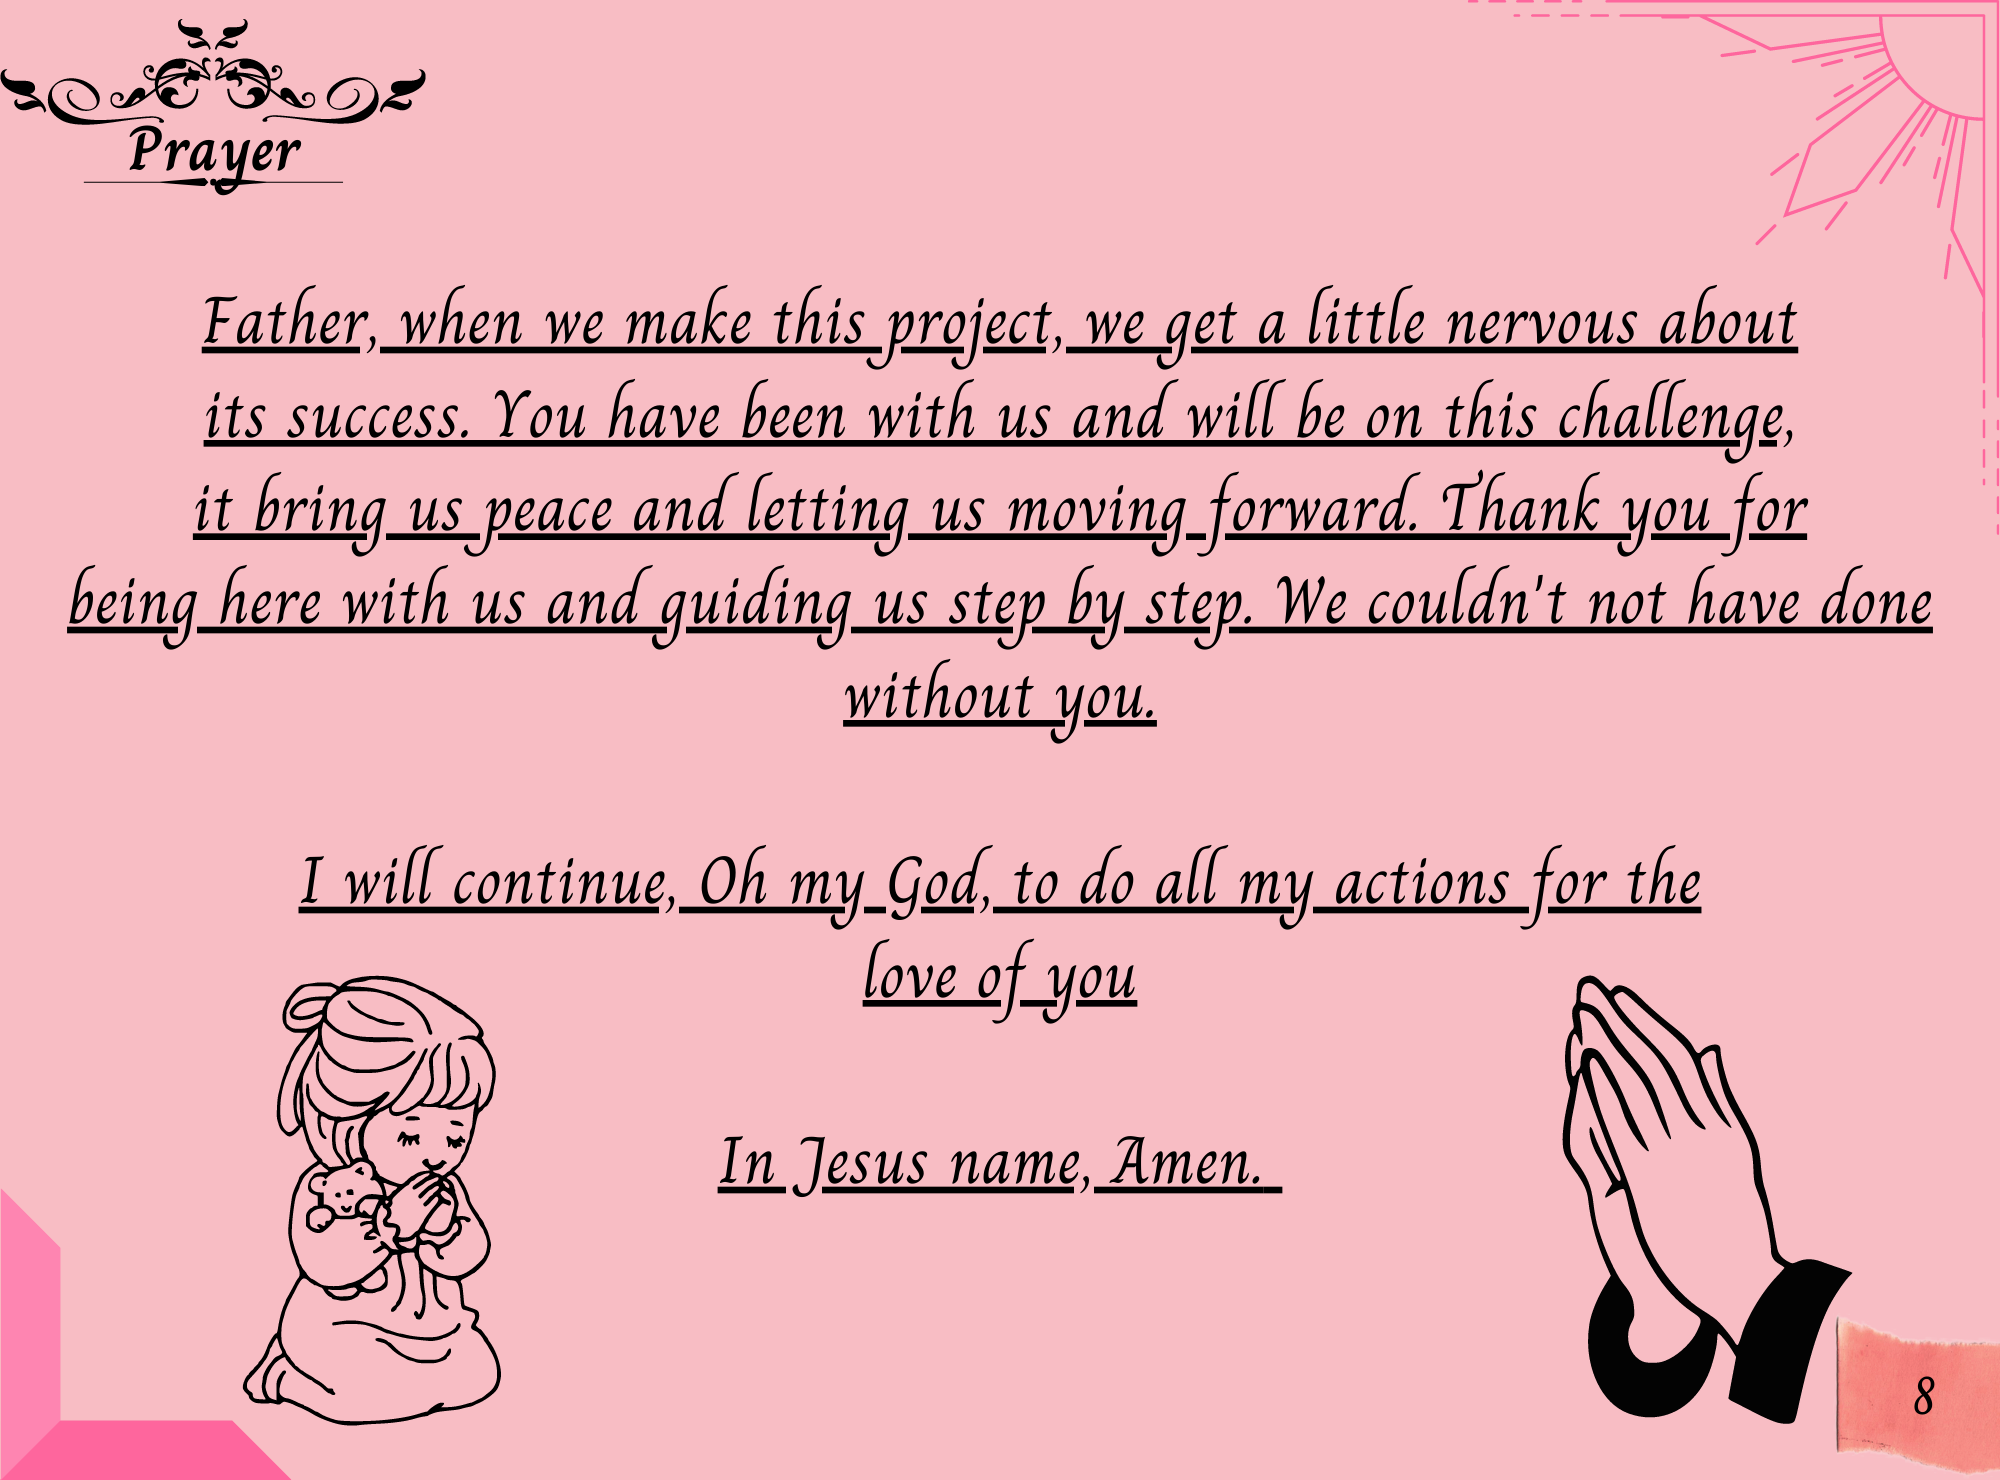 Prayer
Father, when we make this project, we get a little nervous about
its success. You have been with us and will be on this challenge,
it bring us peace and letting us moving forward. Thank you for
being here with us and guiding us step by step. We couldn't not have done
without you.
I will continue, Oh my God, to do all my actions for the
love of you
In Jesus name, Amen.
8